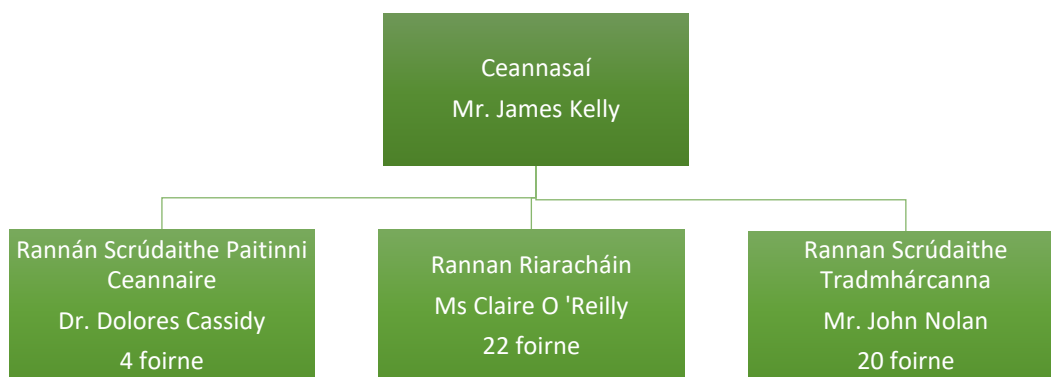 Ceannasaí
Mr. James Kelly
Rannán Scrúdaithe Paitinni
Ceannaire
Dr. Dolores Cassidy
4 foirne
Rannan Riaracháin
Ms Claire O 'Reilly
22 foirne
Rannan Scrúdaithe
Tradmhárcanna
Mr. John Nolan
20 foirne